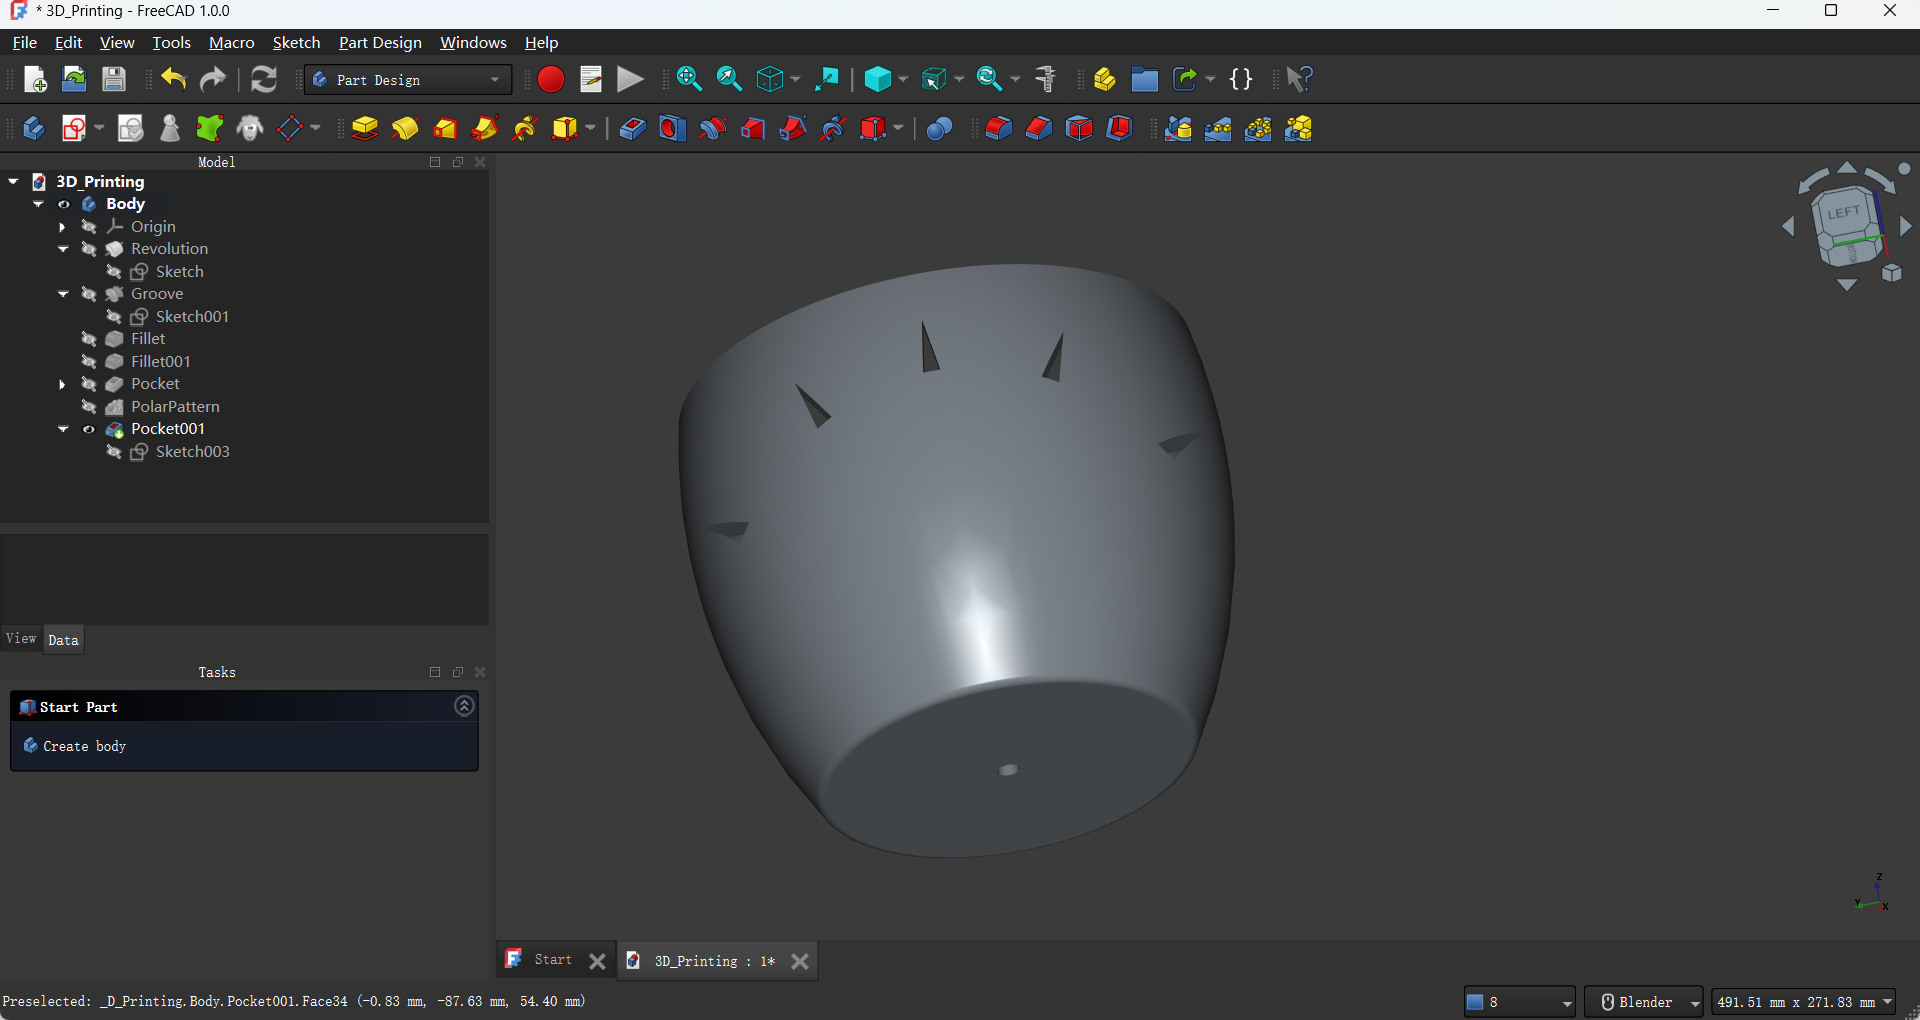 * 3D_Printing - FreeCAD 1.0.0
File Edit View Tools Macro Sketch Part Design Windows Help
Part Design
Model
3D_Printing
Body
Origin
Revolution
Sketch
Groove
Sketch001
Fillet
Fillet001
Pocket
PolarPattern
Pocket001
Sketch003
View Data
Tasks
Start Part
Create body
LEFT
Z
Y
X
Start
3D_Printing : 1*
Preselected: _D_Printing.Body.Pocket001.Face34 (-0.83 mm, -87.63 mm, 54.40 mm)
8
Blender
491.51 mm x 271.83 mm